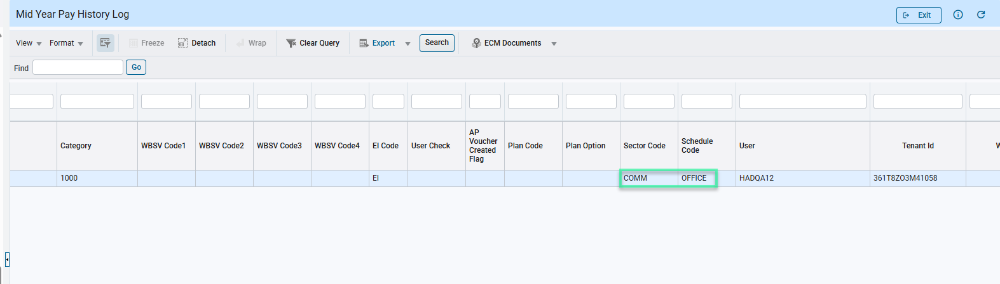 Mid Year Pay History Log
Exit
View Format Freeze Detach Wrap Clear Query Export Search ECM Documents
Find Go
Category WBSV Code1 WBSV Code2 WBSV Code3 WBSV Code4 EI Code User Check AP Voucher Created Flag Plan Code Plan Option Sector Code Schedule Code User Tenant Id
1000 EI COMM OFFICE HADQA12 361T8ZO3M41058